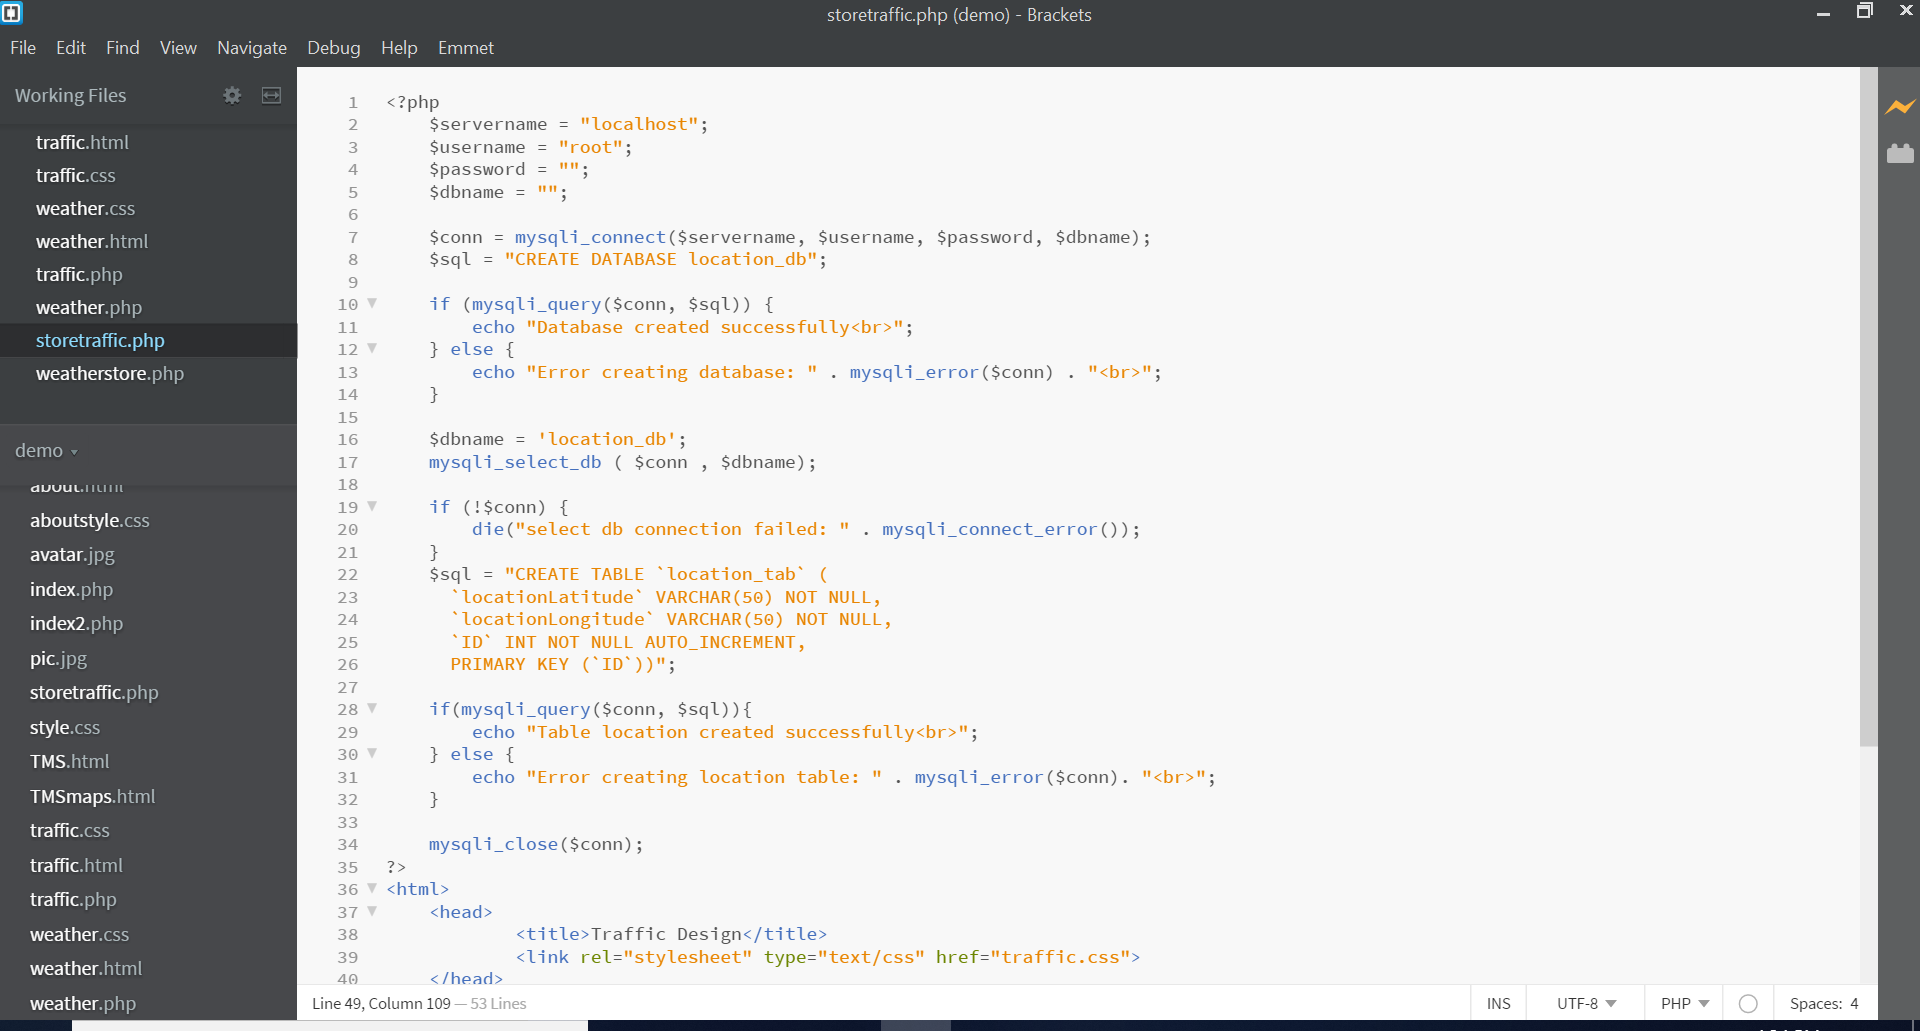 storetraffic.php (demo) - Brackets
File Edit Find View Navigate Debug Help Emmet
Working Files
traffic.html
traffic.css
weather.css
weather.html
traffic.php
weather.php
storetraffic.php
weatherstore.php
demo
about.html
aboutstyle.css
avatar.jpg
index.php
index2.php
pic.jpg
storetraffic.php
style.css
TMS.html
TMSmaps.html
traffic.css
traffic.html
traffic.php
weather.css
weather.html
weather.php
1 <?php
2 $servername = "localhost";
3 $username = "root";
4 $password = "";
5 $dbname = "";
6
7 $conn = mysqli_connect($servername, $username, $password, $dbname);
8 $sql = "CREATE DATABASE location_db";
9
10 if (mysqli_query($conn, $sql)) {
11 echo "Database created successfully<br>";
12 } else {
13 echo "Error creating database: " . mysqli_error($conn) . "<br>";
14 }
15
16 $dbname = 'location_db';
17 mysqli_select_db ( $conn , $dbname);
18
19 if (!$conn) {
20 die("select db connection failed: " . mysqli_connect_error());
21 }
22 $sql = "CREATE TABLE `location_tab` (
23 `locationLatitude` VARCHAR(50) NOT NULL,
24 `locationLongitude` VARCHAR(50) NOT NULL,
25 `ID` INT NOT NULL AUTO_INCREMENT,
26 PRIMARY KEY (`ID`))";
27
28 if(mysqli_query($conn, $sql)){
29 echo "Table location created successfully<br>";
30 } else {
31 echo "Error creating location table: " . mysqli_error($conn). "<br>";
32 }
33
34 mysqli_close($conn);
35 ?>
36 <html>
37 <head>
38 <title>Traffic Design</title>
39 <link rel="stylesheet" type="text/css" href="traffic.css">
40 </head>
Line 49, Column 109 — 53 Lines
INS UTF-8 PHP Spaces: 4